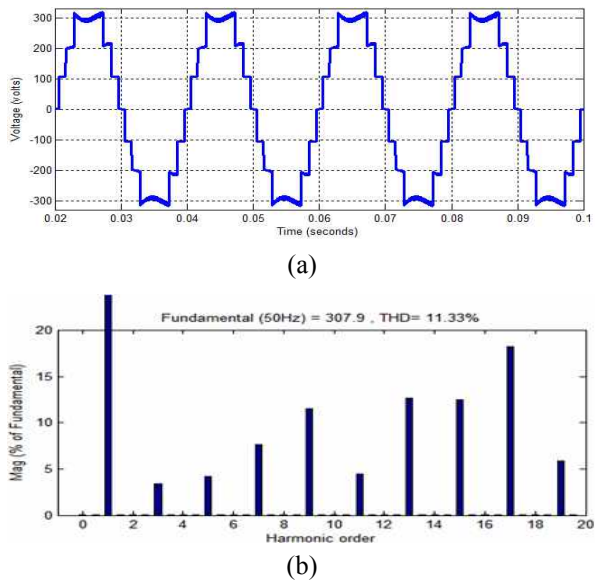 300
200
100
0
-100
-200
-300
Voltage (volts)
0.02 0.03 0.04 0.05 0.06 0.07 0.08 0.09 0.1
Time (seconds)
(a)
Fundamental (50Hz) = 307.9 , THD= 11.33%
20
15
10
5
0
Mag (% of Fundamental)
0 2 4 6 8 10 12 14 16 18 20
Harmonic order
(b)